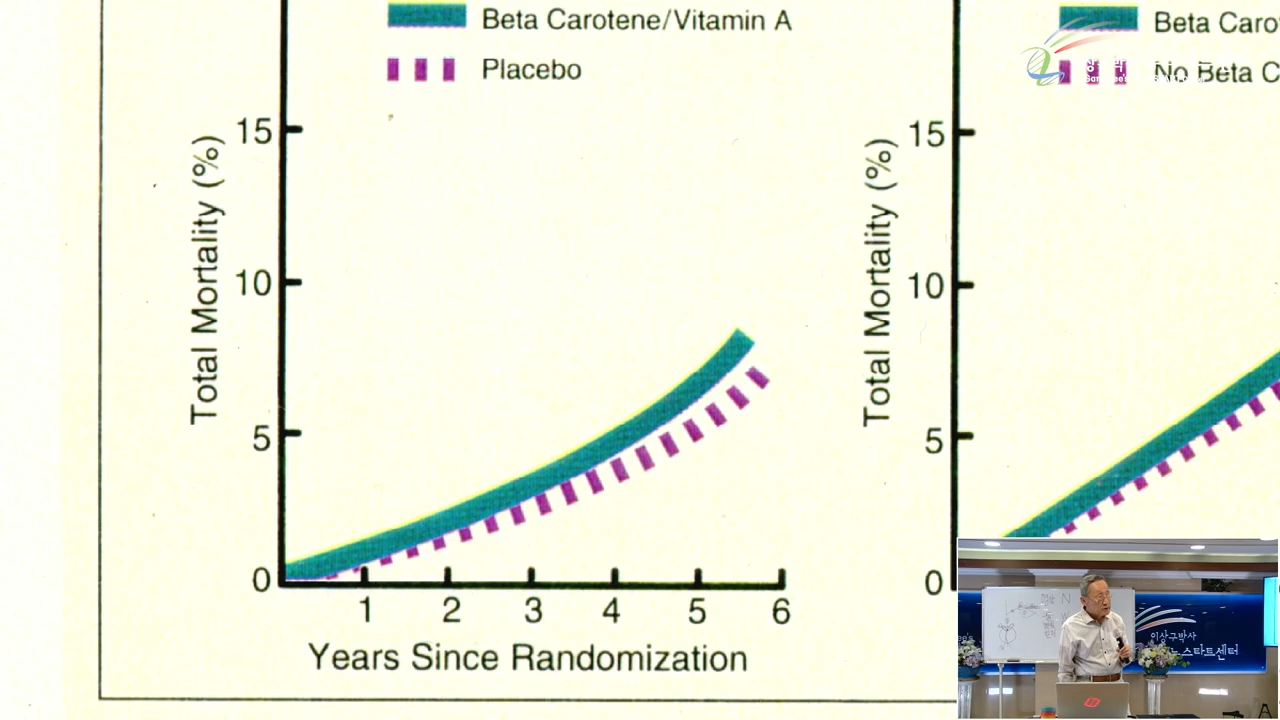 Beta Carotene/Vitamin A
Placebo
15
10
5
0
Total Mortality (%)
1 2 3 4 5 6
Years Since Randomization
Beta Caro
No Beta C
15
10
5
0
Total Mortality (%)
이상구박사
뉴스타트센터
N
A